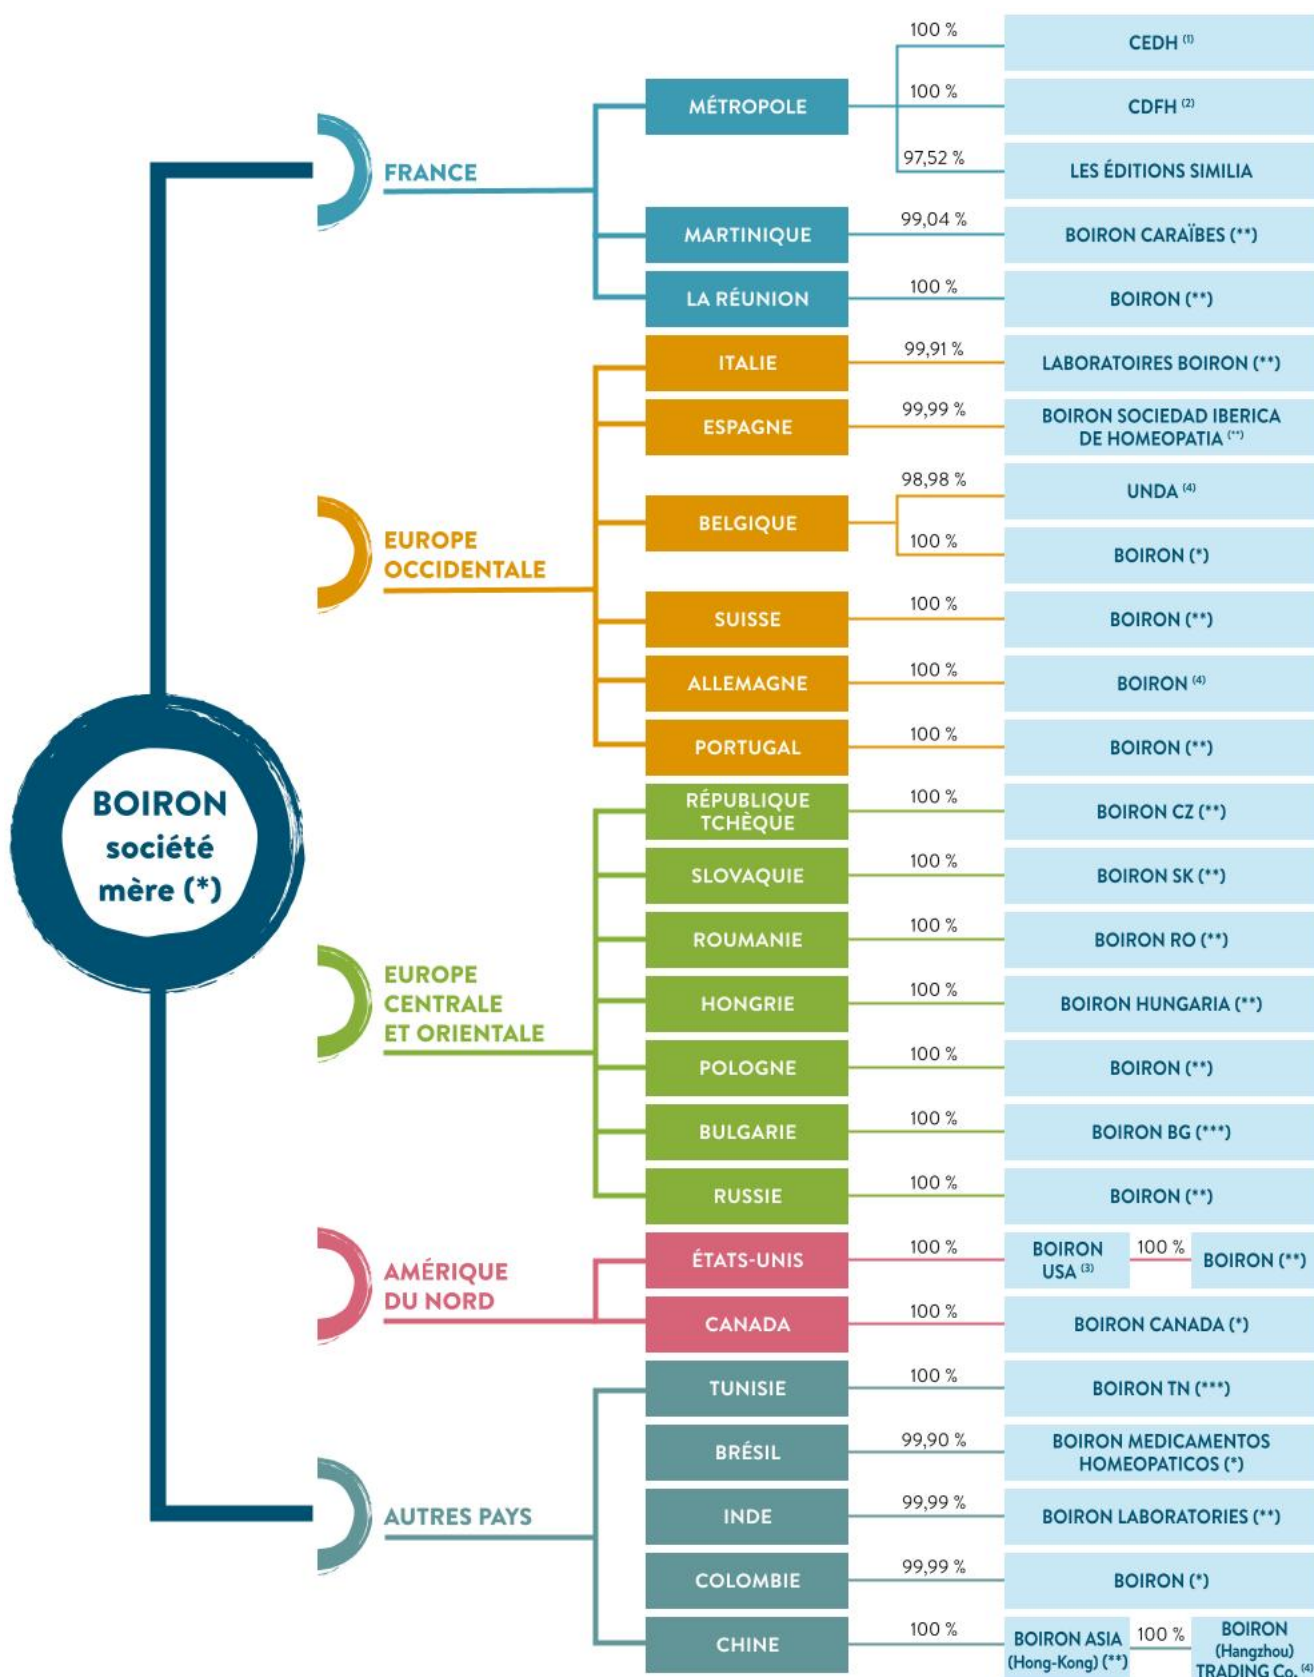 BOIRON
société
mère (*)
FRANCE
MÉTROPOLE
100 %
CEDH (1)
100 %
CDFH (2)
97,52 %
LES ÉDITIONS SIMILIA
MARTINIQUE
99,04 %
BOIRON CARAÏBES (**)
LA RÉUNION
100 %
BOIRON (**)
EUROPE
OCCIDENTALE
ITALIE
99,91 %
LABORATOIRES BOIRON (**)
ESPAGNE
99,99 %
BOIRON SOCIEDAD IBERICA
DE HOMEOPATIA (**)
BELGIQUE
98,98 %
UNDA (4)
100 %
BOIRON (*)
SUISSE
100 %
BOIRON (**)
ALLEMAGNE
100 %
BOIRON (4)
PORTUGAL
100 %
BOIRON (**)
EUROPE
CENTRALE
ET ORIENTALE
RÉPUBLIQUE
TCHÈQUE
100 %
BOIRON CZ (**)
SLOVAQUIE
100 %
BOIRON SK (**)
ROUMANIE
100 %
BOIRON RO (**)
HONGRIE
100 %
BOIRON HUNGARIA (**)
POLOGNE
100 %
BOIRON (**)
BULGARIE
100 %
BOIRON BG (***)
RUSSIE
100 %
BOIRON (**)
AMÉRIQUE
DU NORD
ÉTATS-UNIS
100 %
BOIRON
USA (3)
100 %
BOIRON (**)
CANADA
100 %
BOIRON CANADA (*)
AUTRES PAYS
TUNISIE
100 %
BOIRON TN (***)
BRÉSIL
99,90 %
BOIRON MEDICAMENTOS
HOMEOPATICOS (*)
INDE
99,99 %
BOIRON LABORATORIES (**)
COLOMBIE
99,99 %
BOIRON (*)
CHINE
100 %
BOIRON ASIA
(Hong-Kong) (**)
100 %
BOIRON
(Hangzhou)
TRADING Co. (4)